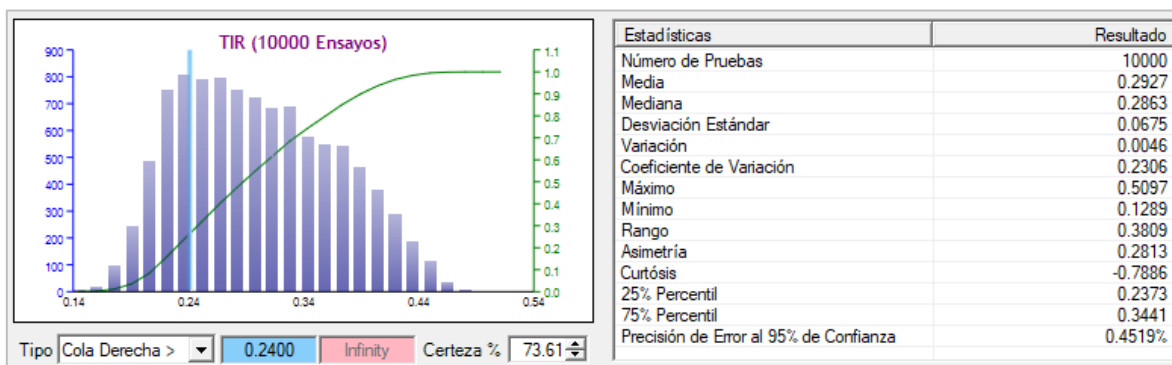 TIR (10000 Ensayos)
900
800
700
600
500
400
300
200
100
0
1.1
1.0
0.9
0.8
0.7
0.6
0.5
0.4
0.3
0.2
0.1
0.0
0.14 0.24 0.34 0.44 0.54
Tipo Cola Derecha > 0.2400 Infinity Certeza % 73.61
Estadísticas Resultado
Número de Pruebas 10000
Media 0.2927
Mediana 0.2863
Desviación Estándar 0.0675
Variación 0.0046
Coeficiente de Variación 0.2306
Máximo 0.5097
Mínimo 0.1289
Rango 0.3809
Asimetría 0.2813
Curtósis -0.7886
25% Percentil 0.2373
75% Percentil 0.3441
Precisión de Error al 95% de Confianza 0.4519%